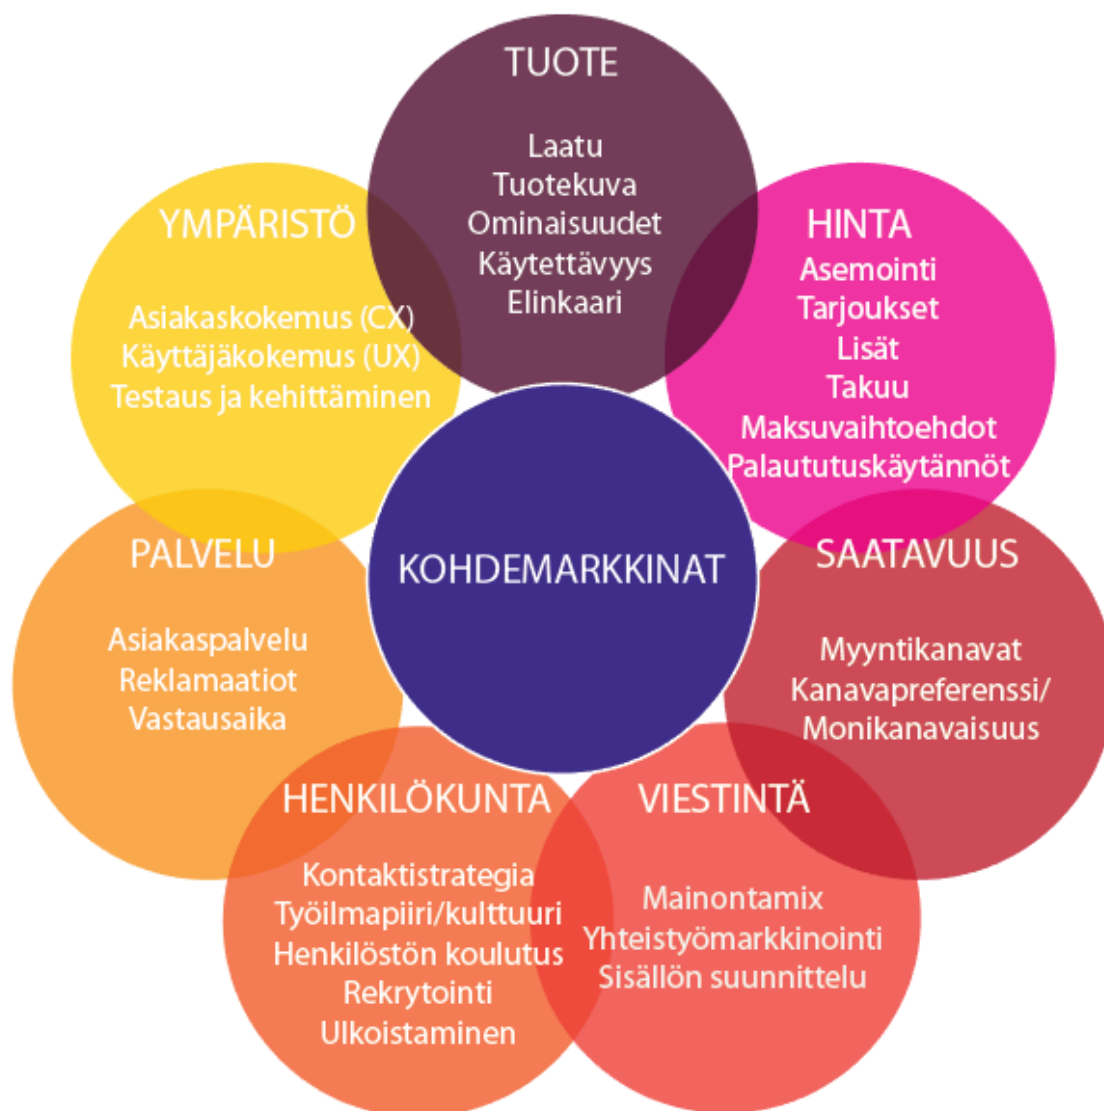 TUOTE
Laatu
Tuotekuva
Ominaisuudet
Käytettävyys
Elinkaari
HINTA
Asemointi
Tarjoukset
Lisät
Takuu
Maksuvaihtoehdot
Palaututuskäytännöt
SAATAVUUS
Myyntikanavat
Kanavapreferenssi/
Monikanavaisuus
VIESTINTÄ
Mainontamix
Yhteistyömarkkinointi
Sisällön suunnittelu
HENKILÖKUNTA
Kontaktistrategia
Työilmapiiri/kulttuuri
Henkilöstön koulutus
Rekrytointi
Ulkoistaminen
PALVELU
Asiakaspalvelu
Reklamaatiot
Vastausaika
YMPÄRISTÖ
Asiakaskokemus (CX)
Käyttäjäkokemus (UX)
Testaus ja kehittäminen
KOHDEMARKKINAT